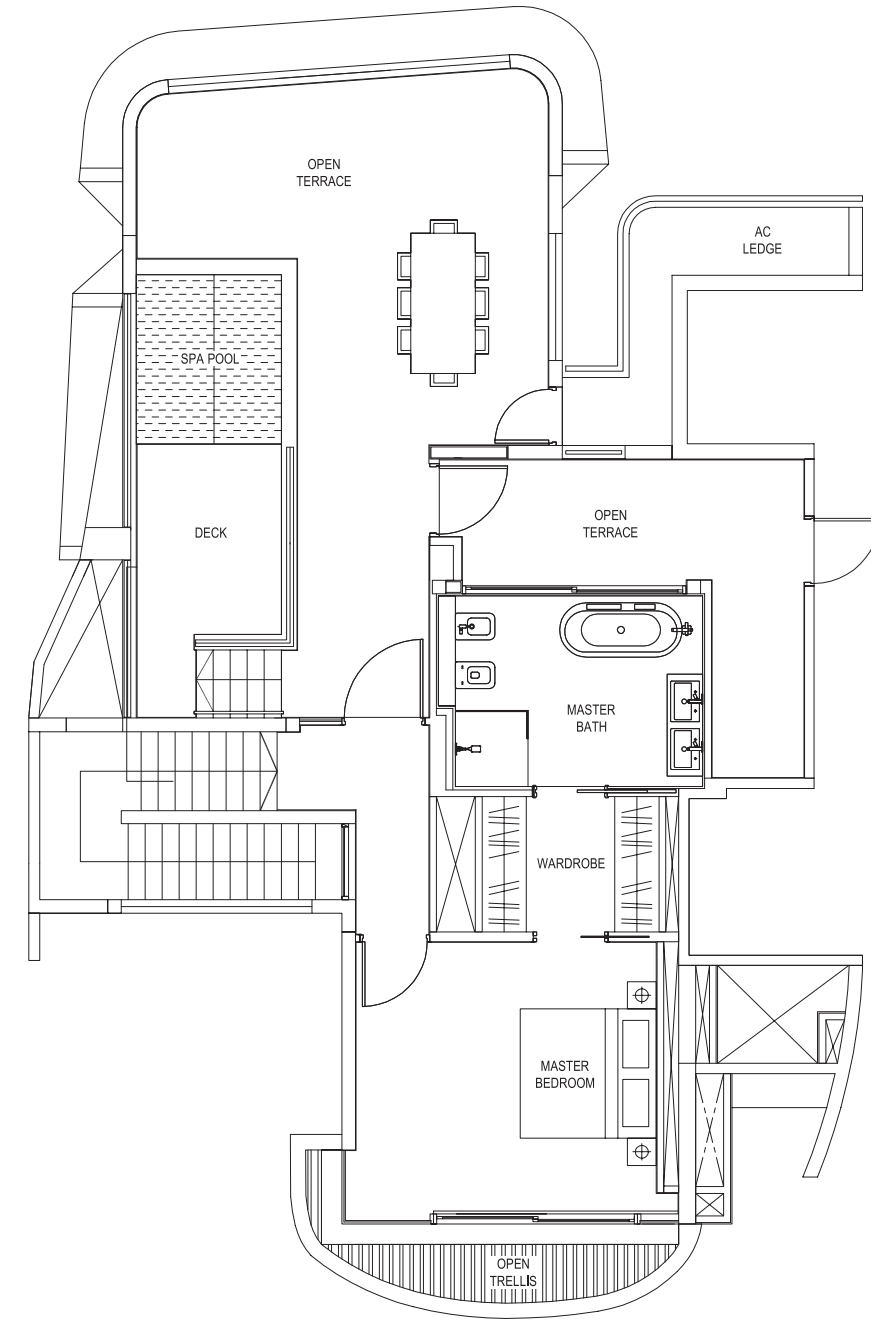 OPEN
TERRACE
AC
LEDGE
SPA POOL
DECK
OPEN
TERRACE
MASTER
BATH
WARDROBE
MASTER
BEDROOM
OPEN
TRELLIS